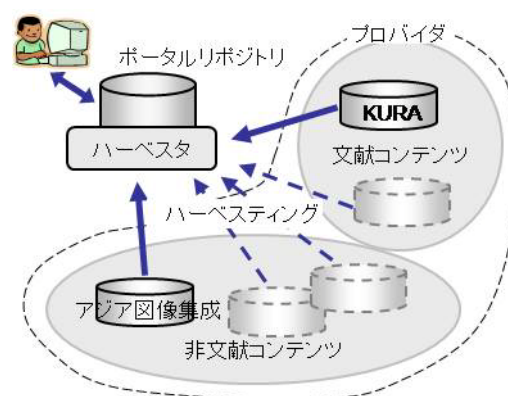 プロバイダ
ポータルリポジトリ
KURA
ハーベスタ
文献コンテンツ
ハーベスティング
アジア図像集成
非文献コンテンツ